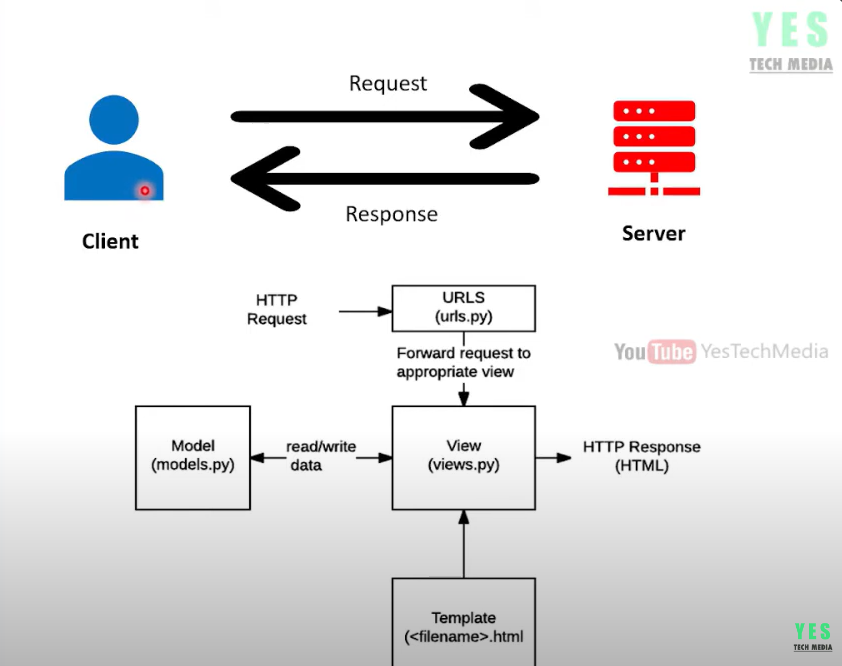 YES
TECH MEDIA
Request
Response
Client
Server
HTTP
Request
URLS
(urls.py)
Forward request to
appropriate view
YouTube YesTechMedia
Model
(models.py)
read/write
data
View
(views.py)
HTTP Response
(HTML)
Template
(<filename>.html
YES
TECH MEDIA